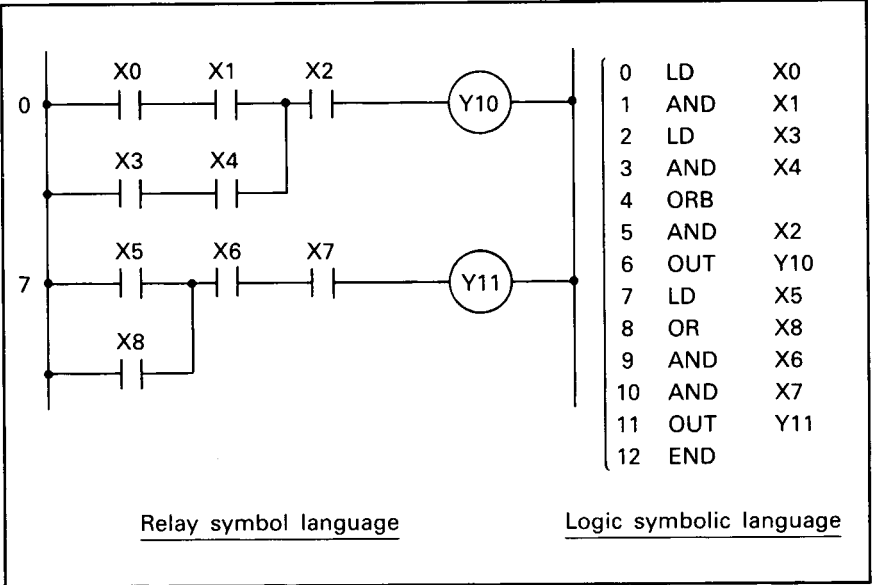 X0 X1 X2
0 Y10
X3 X4
X5 X6 X7
7 Y11
X8
0 LD X0
1 AND X1
2 LD X3
3 AND X4
4 ORB
5 AND X2
6 OUT Y10
7 LD X5
8 OR X8
9 AND X6
10 AND X7
11 OUT Y11
12 END
Relay symbol language
Logic symbolic language